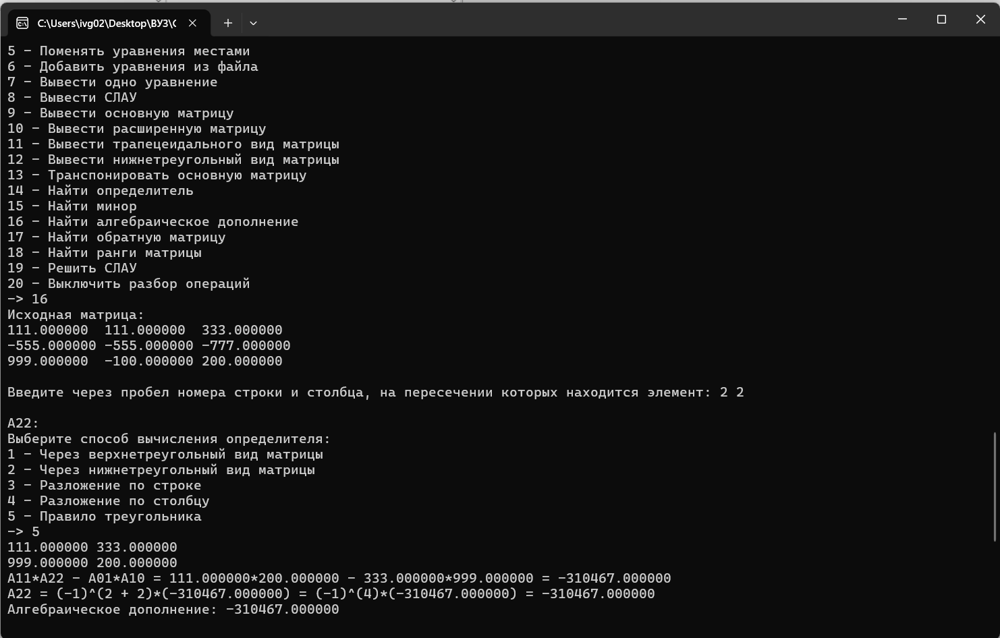 C:\Users\ivg02\Desktop\ВУЗ\С
5 - Поменять уравнения местами
6 - Добавить уравнения из файла
7 - Вывести одно уравнение
8 - Вывести СЛАУ
9 - Вывести основную матрицу
10 - Вывести расширенную матрицу
11 - Вывести трапецеидального вид матрицы
12 - Вывести нижнетреугольный вид матрицы
13 - Транспонировать основную матрицу
14 - Найти определитель
15 - Найти минор
16 - Найти алгебраическое дополнение
17 - Найти обратную матрицу
18 - Найти ранги матрицы
19 - Решить СЛАУ
20 - Выключить разбор операций
-> 16
Исходная матрица:
111.000000  111.000000  333.000000
-555.000000 -555.000000 -777.000000
999.000000  -100.000000 200.000000
Введите через пробел номера строки и столбца, на пересечении которых находится элемент: 2 2
A22:
Выберите способ вычисления определителя:
1 - Через верхнетреугольный вид матрицы
2 - Через нижнетреугольный вид матрицы
3 - Разложение по строке
4 - Разложение по столбцу
5 - Правило треугольника
-> 5
111.000000 333.000000
999.000000 200.000000
A11*A22 - A01*A10 = 111.000000*200.000000 - 333.000000*999.000000 = -310467.000000
A22 = (-1)^(2 + 2)*(-310467.000000) = (-1)^(4)*(-310467.000000) = -310467.000000
Алгебраическое дополнение: -310467.000000